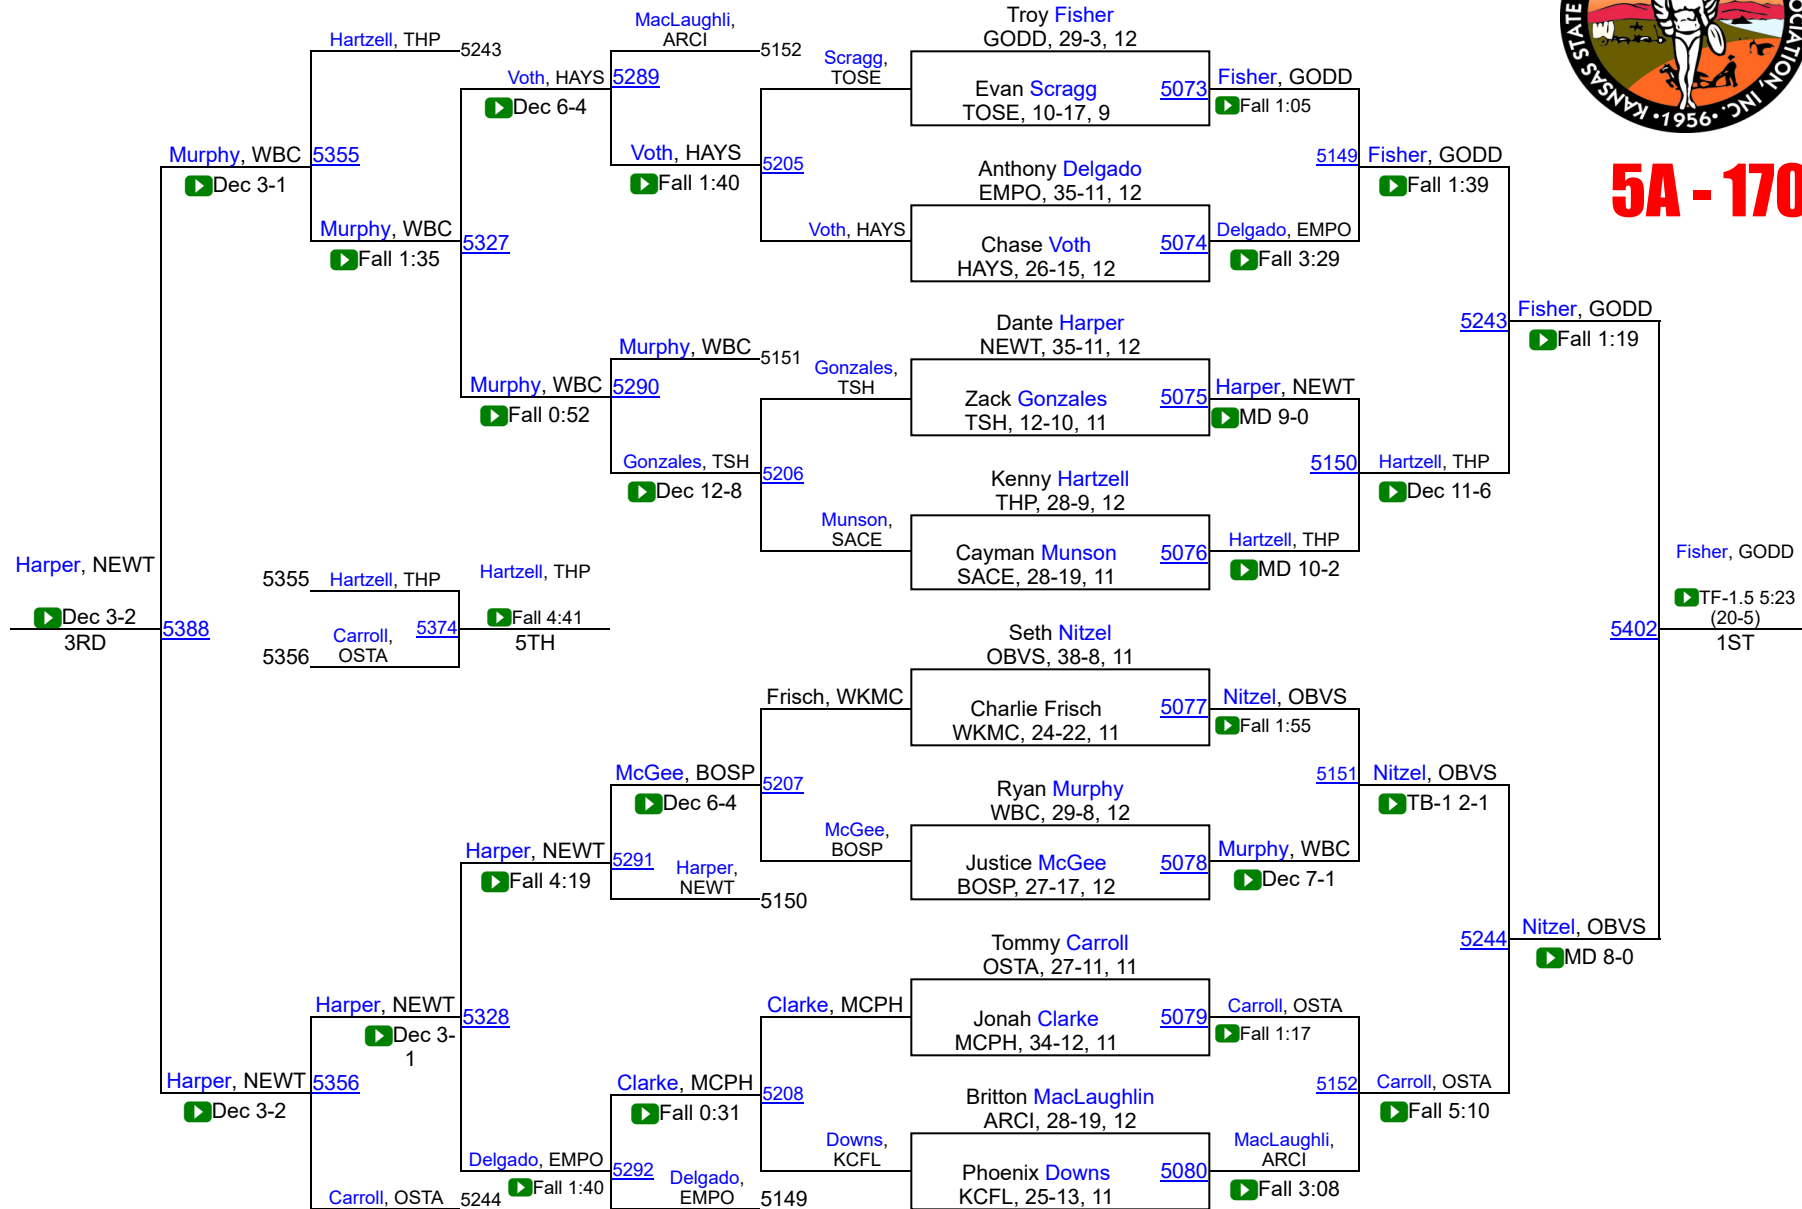 KANSAS STATE
OCIATION, INC.
•1956•
5A - 170
Hartzell, THP
5243
Murphy, WBC
Dec 3-1
5355
Murphy, WBC
Fall 1:35
5327
Voth, HAYS
Dec 6-4
5289
MacLaughli,
ARCI
5152
Voth, HAYS
Fall 1:40
5205
Scragg,
TOSE
Voth, HAYS
Murphy, WBC
Fall 0:52
5290
Murphy, WBC
5151
Gonzales, TSH
Dec 12-8
5206
Gonzales,
TSH
Munson,
SACE
Harper, NEWT
Dec 3-2
3RD
5388
5355
Hartzell, THP
5356
Carroll,
OSTA
5374
Hartzell, THP
Fall 4:41
5TH
Harper, NEWT
Dec 3-2
5356
Harper, NEWT
Dec 3-
1
5328
Carroll, OSTA
5244
Harper, NEWT
Fall 4:19
5291
McGee, BOSP
Dec 6-4
5207
Frisch, WKMC
McGee,
BOSP
Harper,
NEWT
5150
Delgado, EMPO
Fall 1:40
5292
Clarke, MCPH
Fall 0:31
5208
Clarke, MCPH
Downs,
KCFL
Delgado,
EMPO
5149
Troy Fisher
GODD, 29-3, 12
Evan Scragg
TOSE, 10-17, 9
5073
Fisher, GODD
Fall 1:05
Anthony Delgado
EMPO, 35-11, 12
Chase Voth
HAYS, 26-15, 12
5074
Delgado, EMPO
Fall 3:29
5149
Fisher, GODD
Fall 1:39
Dante Harper
NEWT, 35-11, 12
Zack Gonzales
TSH, 12-10, 11
5075
Harper, NEWT
MD 9-0
Kenny Hartzell
THP, 28-9, 12
Cayman Munson
SACE, 28-19, 11
5076
Hartzell, THP
MD 10-2
5150
Hartzell, THP
Dec 11-6
5243
Fisher, GODD
Fall 1:19
Seth Nitzel
OBVS, 38-8, 11
Charlie Frisch
WKMC, 24-22, 11
5077
Nitzel, OBVS
Fall 1:55
Ryan Murphy
WBC, 29-8, 12
Justice McGee
BOSP, 27-17, 12
5078
Murphy, WBC
Dec 7-1
5151
Nitzel, OBVS
TB-1 2-1
Tommy Carroll
OSTA, 27-11, 11
Jonah Clarke
MCPH, 34-12, 11
5079
Carroll, OSTA
Fall 1:17
Britton MacLaughlin
ARCI, 28-19, 12
Phoenix Downs
KCFL, 25-13, 11
5080
MacLaughli,
ARCI
Fall 3:08
5152
Carroll, OSTA
Fall 5:10
5244
Nitzel, OBVS
MD 8-0
5402
Fisher, GODD
TF-1.5 5:23
(20-5)
1ST